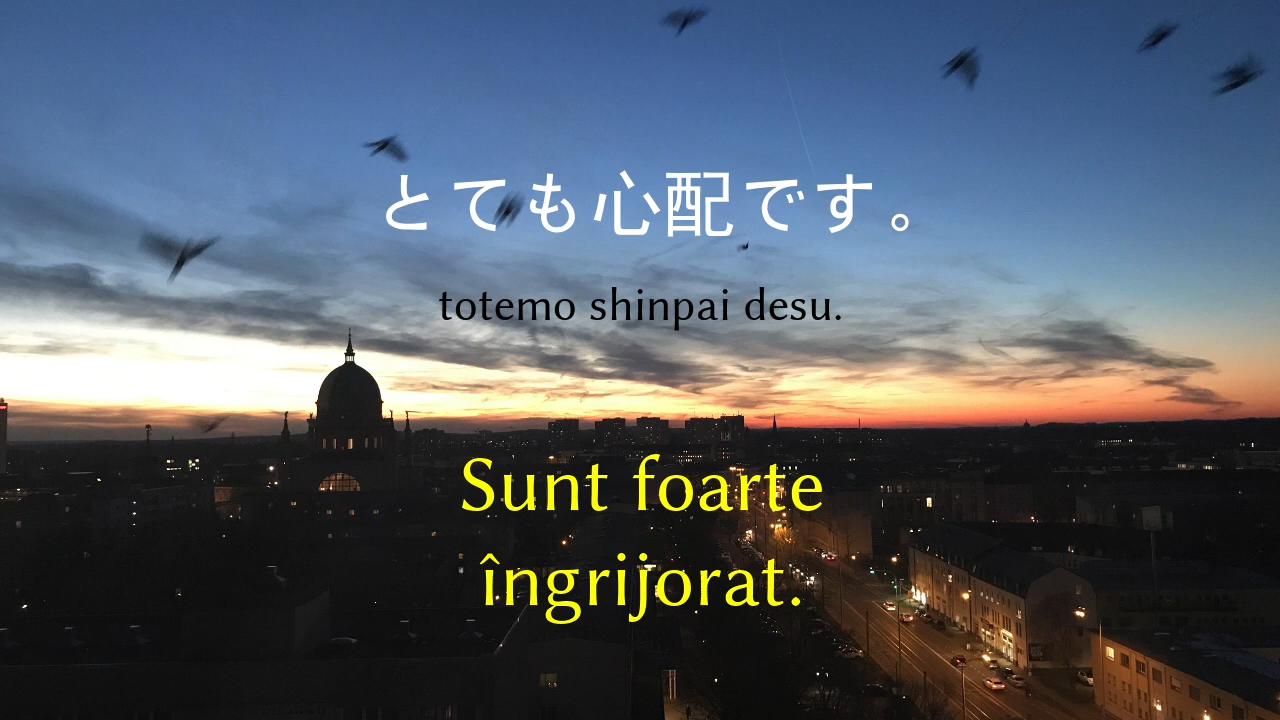 とても心配です。
totemo shinpai desu.
Sunt foarte
îngrijorat.